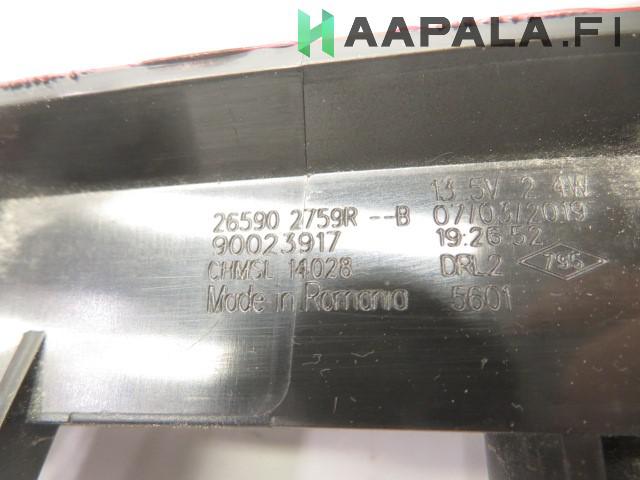 HAAPALA.FI
13.5V 2.4W
26590 2759R --B 07/03/2019
90023917 19:26:52
CHMSL 14028 DRL2 795
Made in Romania 5601